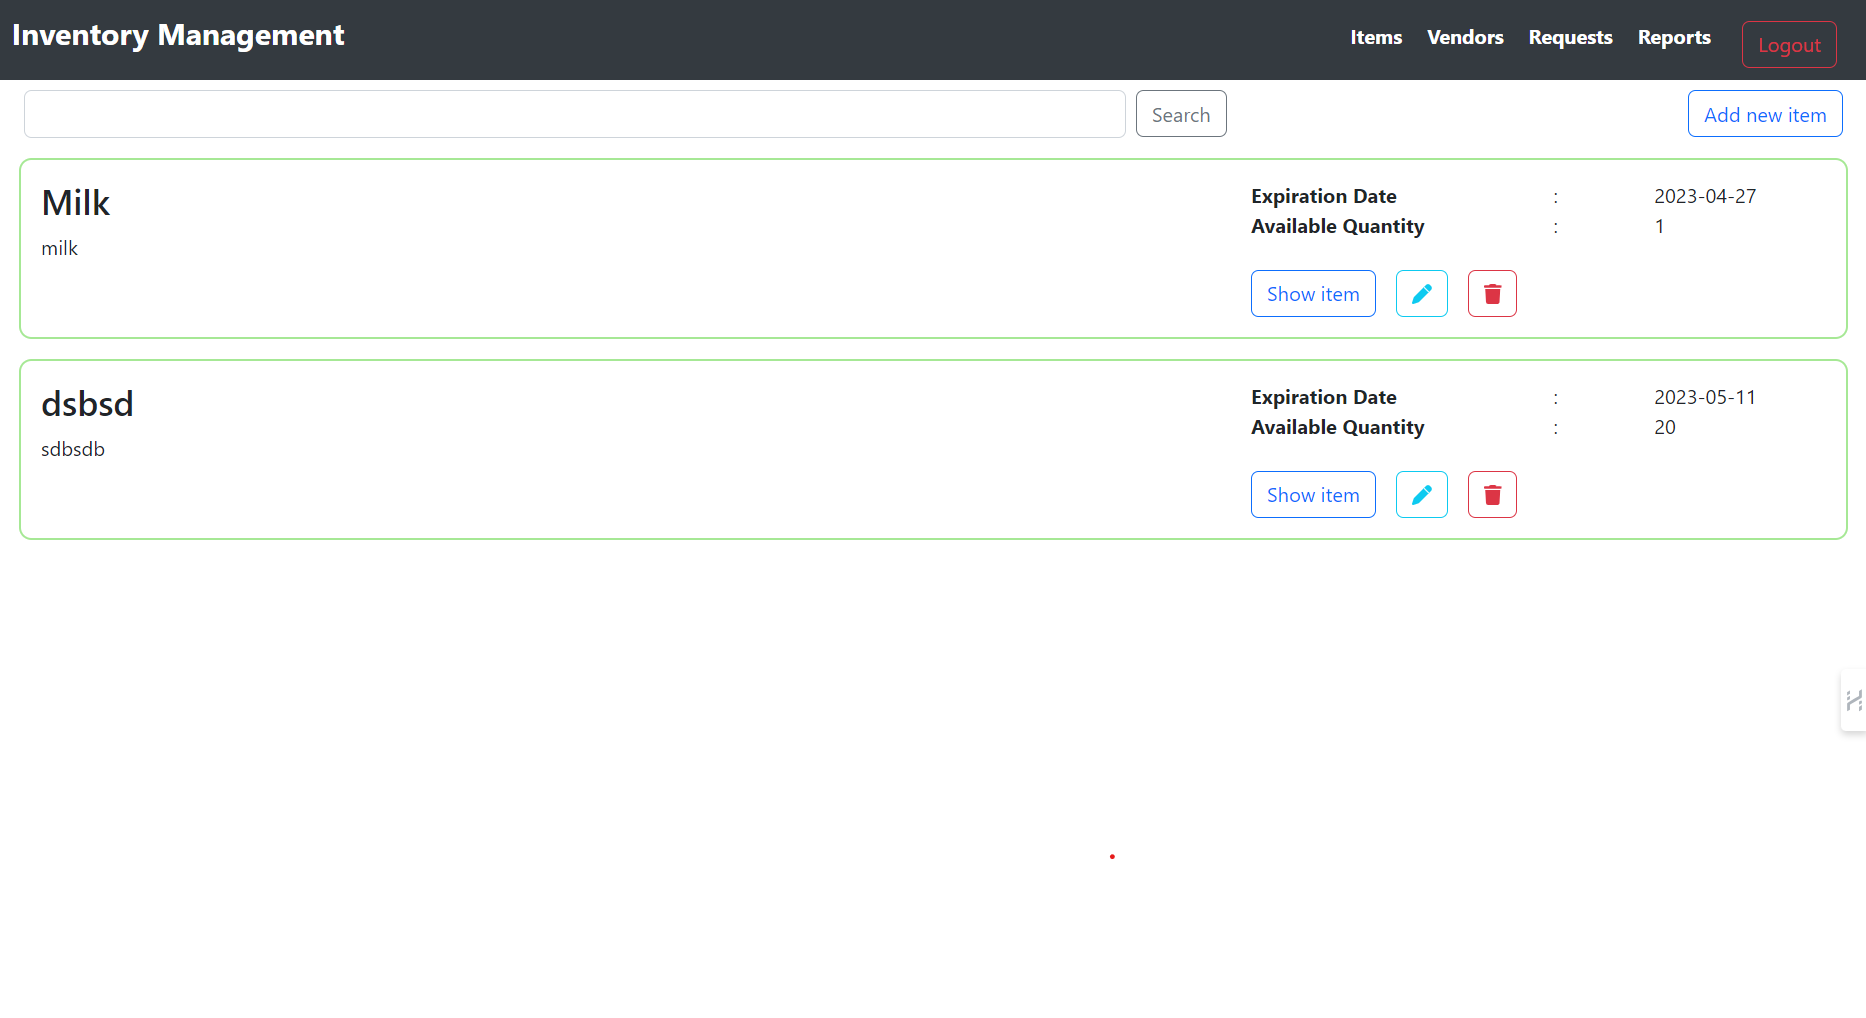 Inventory Management
Items Vendors Requests Reports Logout
Search Add new item
Milk
milk
Expiration Date : 2023-04-27
Available Quantity : 1
Show item
dsbsd
sdbsdb
Expiration Date : 2023-05-11
Available Quantity : 20
Show item